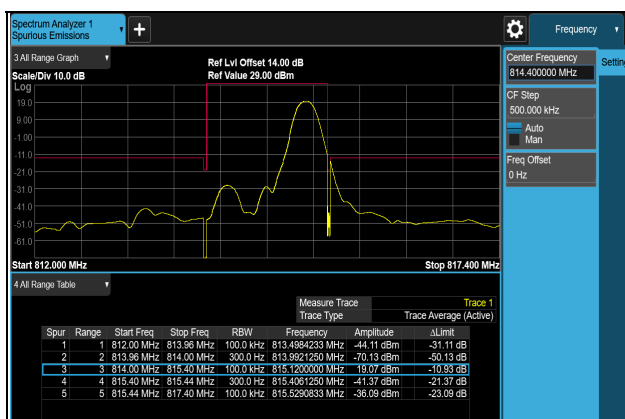 Spectrum Analyzer 1
Spurious Emissions
Frequency
3 All Range Graph
Ref Lvl Offset 14.00 dB
Scale/Div 10.0 dB
Ref Value 29.00 dBm
Log
19.0
9.00
-1.00
-11.0
-21.0
-31.0
-41.0
-51.0
-61.0
Start 812.000 MHz
Stop 817.400 MHz
Center Frequency
814.400000 MHz
Settin
CF Step
500.000 kHz
Auto
Man
Freq Offset
0 Hz
4 All Range Table
Measure Trace Trace 1
Trace Type Trace Average (Active)
Spur Range Start Freq Stop Freq RBW Frequency Amplitude ΔLimit
1 1 812.00 MHz 813.96 MHz 100.0 kHz 813.4984233 MHz -44.11 dBm -31.11 dB
2 2 813.96 MHz 814.00 MHz 300.0 Hz 813.9921250 MHz -70.13 dBm -50.13 dB
3 3 814.00 MHz 815.40 MHz 100.0 kHz 815.1200000 MHz 19.07 dBm -10.93 dB
4 4 815.40 MHz 815.44 MHz 300.0 Hz 815.4061250 MHz -41.37 dBm -21.37 dB
5 5 815.44 MHz 817.40 MHz 100.0 kHz 815.5290833 MHz -36.09 dBm -23.09 dB